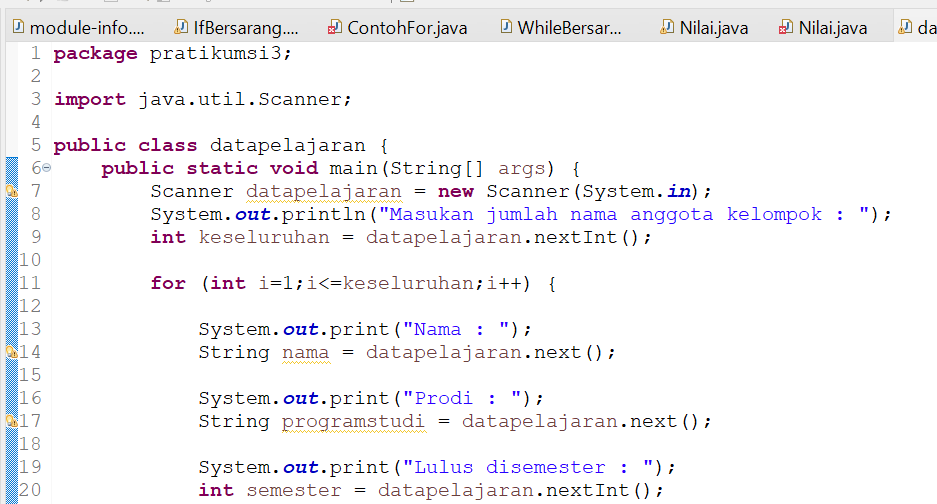 module-info.... IfBersarang.... ContohFor.java WhileBersar... Nilai.java Nilai.java da
1 package pratikumsi3;
2
3 import java.util.Scanner;
4
5 public class datapelajaran {
6 public static void main(String[] args) {
7 Scanner datapelajaran = new Scanner(System.in);
8 System.out.println("Masukan jumlah nama anggota kelompok : ");
9 int keseluruhan = datapelajaran.nextInt();
10
11 for (int i=1;i<=keseluruhan;i++) {
12
13 System.out.print("Nama : ");
14 String nama = datapelajaran.next();
15
16 System.out.print("Prodi : ");
17 String programstudi = datapelajaran.next();
18
19 System.out.print("Lulus disemester : ");
20 int semester = datapelajaran.nextInt();